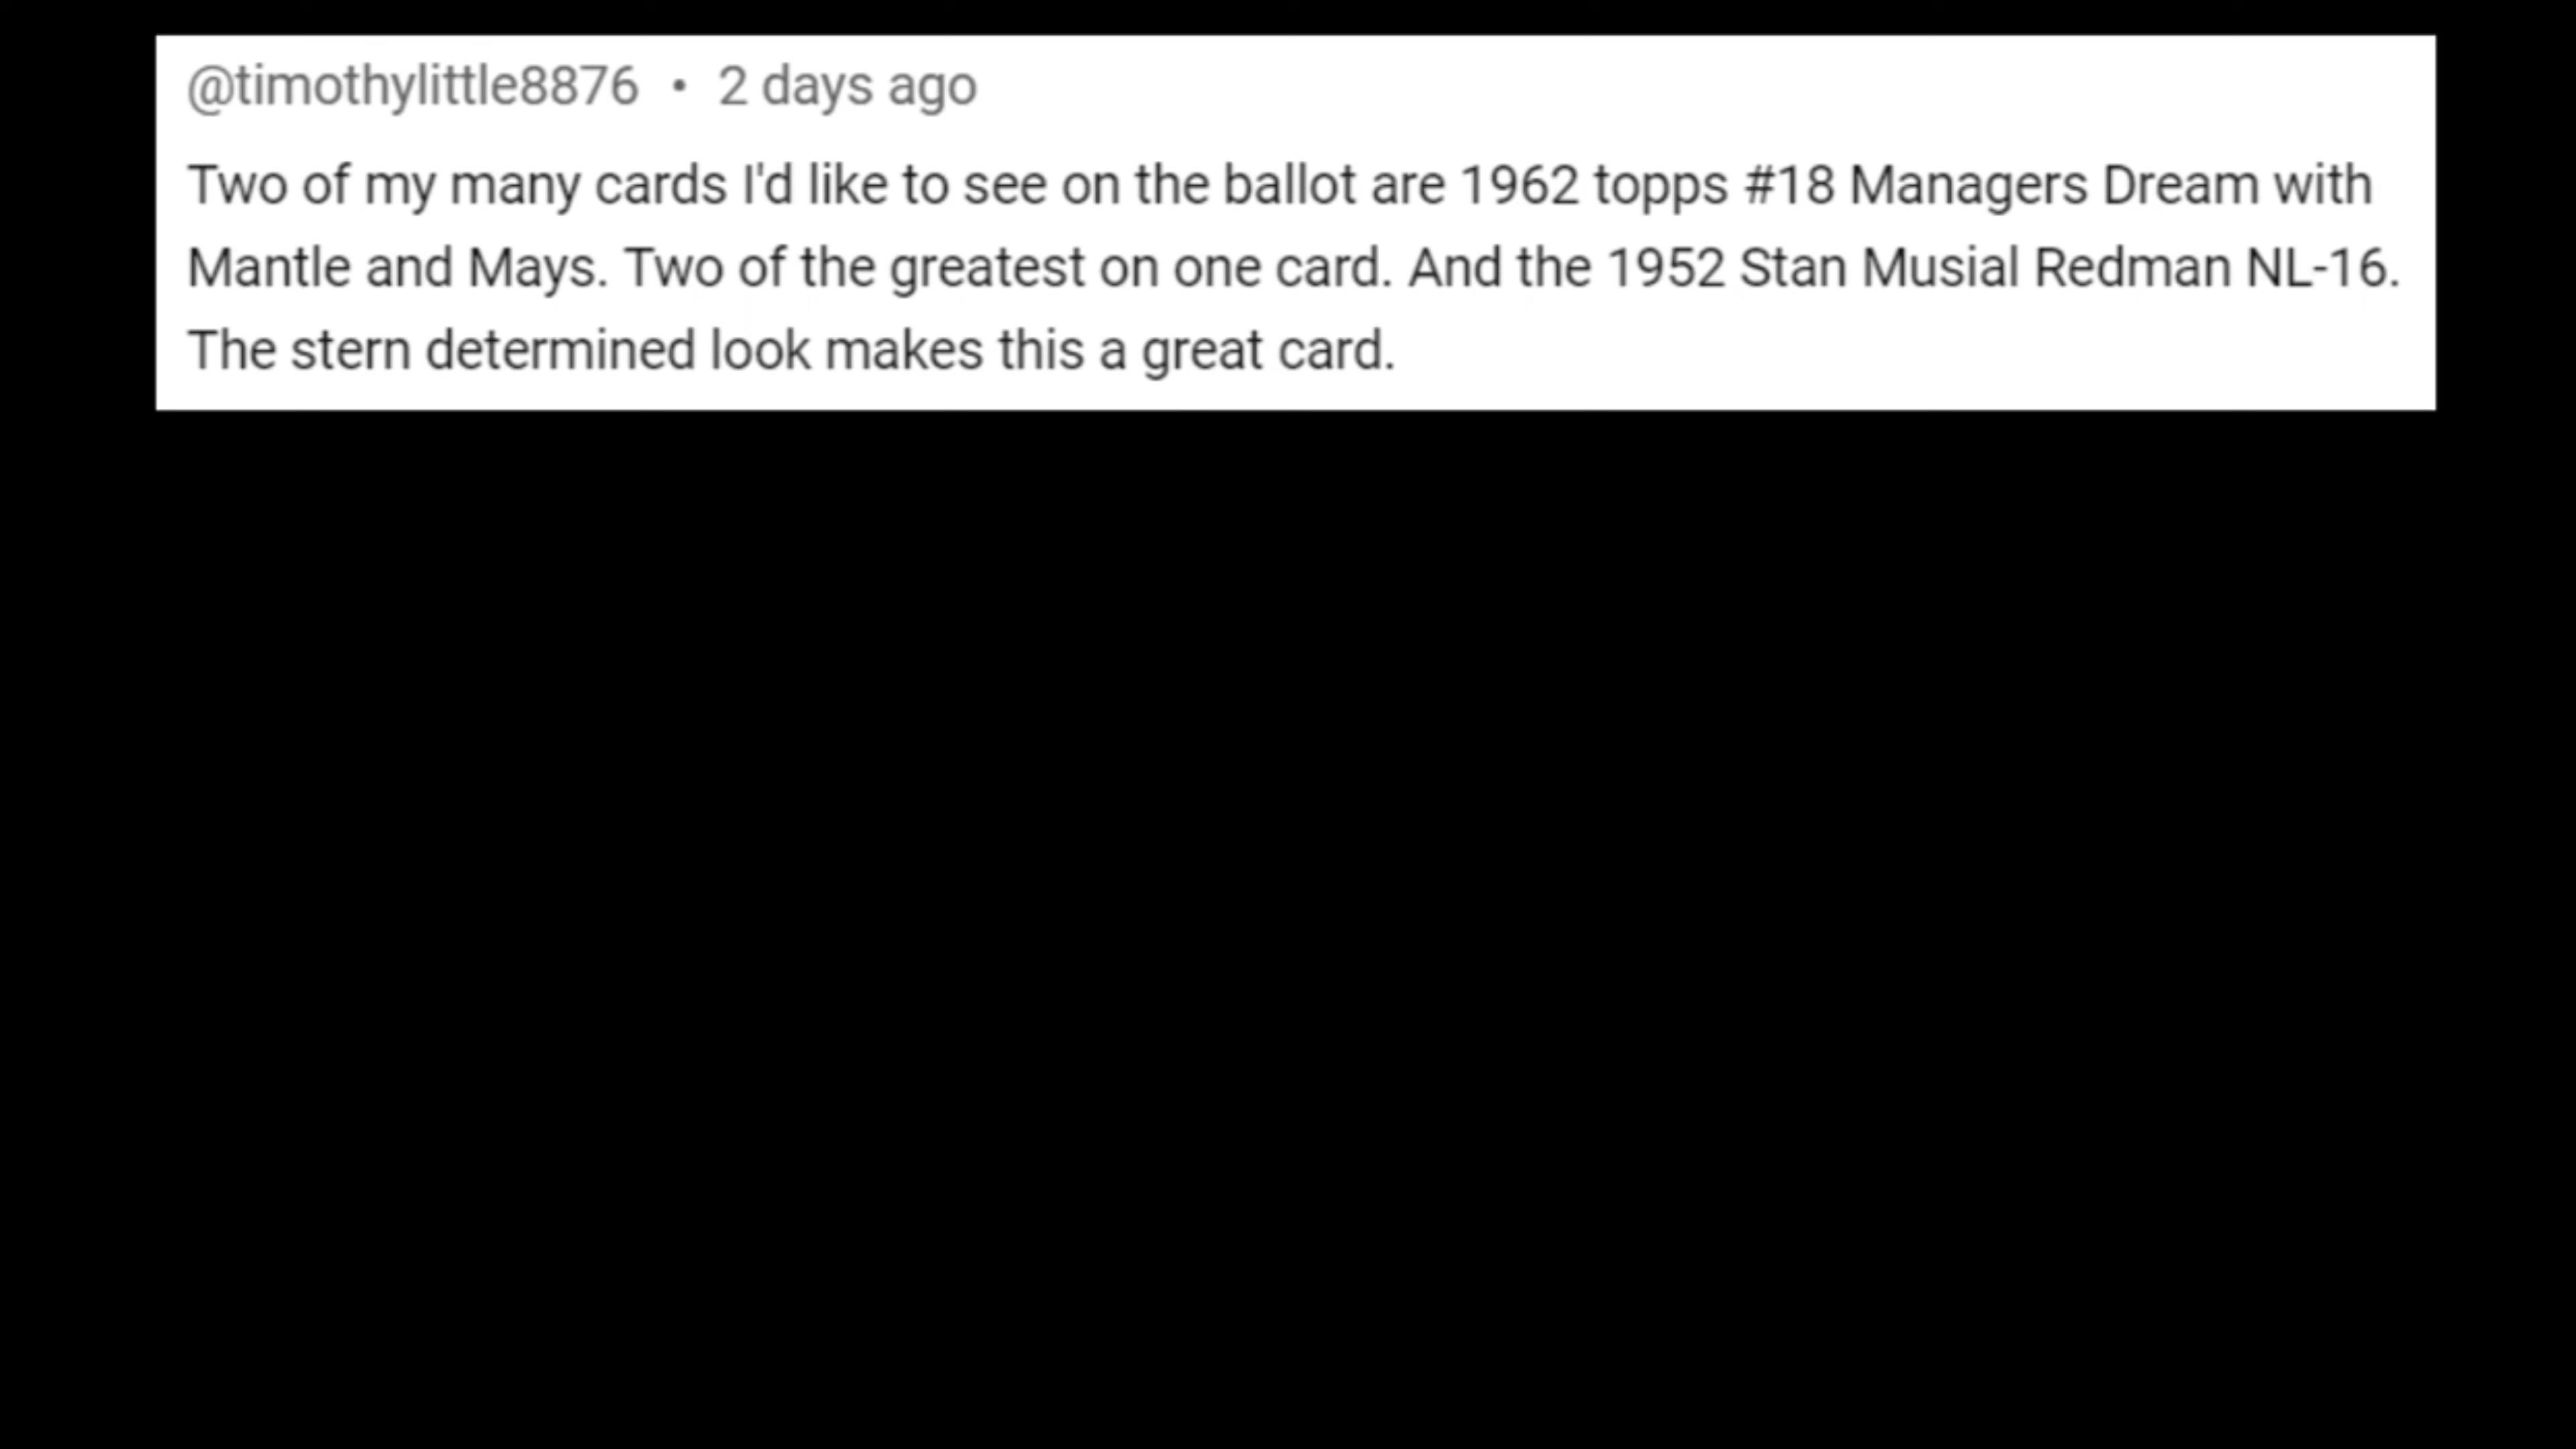 @timothylittle8876 • 2 days ago
Two of my many cards I'd like to see on the ballot are 1962 topps #18 Managers Dream with
Mantle and Mays. Two of the greatest on one card. And the 1952 Stan Musial Redman NL-16.
The stern determined look makes this a great card.